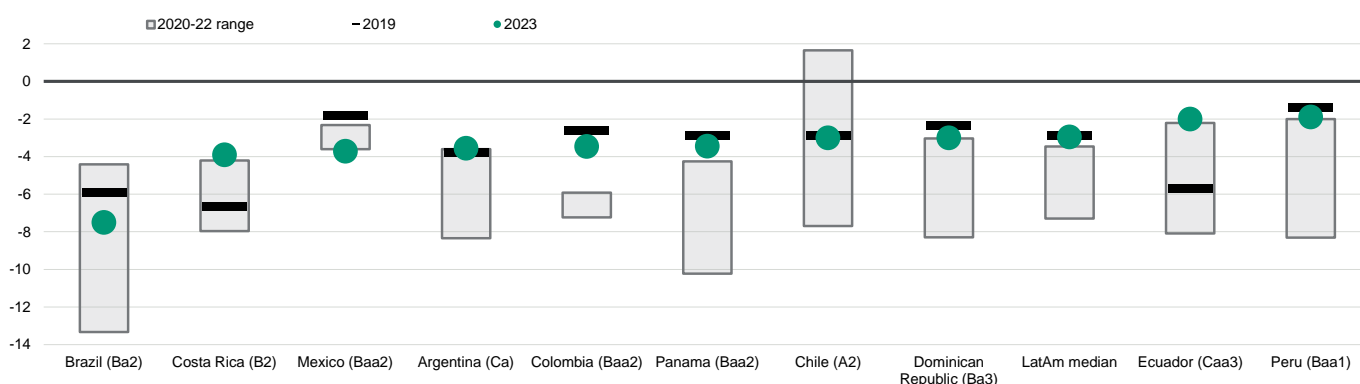 2020-22 range
2019
2023
2
0
-2
-4
-6
-8
-10
-12
-14
Brazil (Ba2)
Costa Rica (B2)
Mexico (Baa2)
Argentina (Ca)
Colombia (Baa2)
Panama (Baa2)
Chile (A2)
Dominican
Republic (Ba3)
LatAm median
Ecuador (Caa3)
Peru (Baa1)